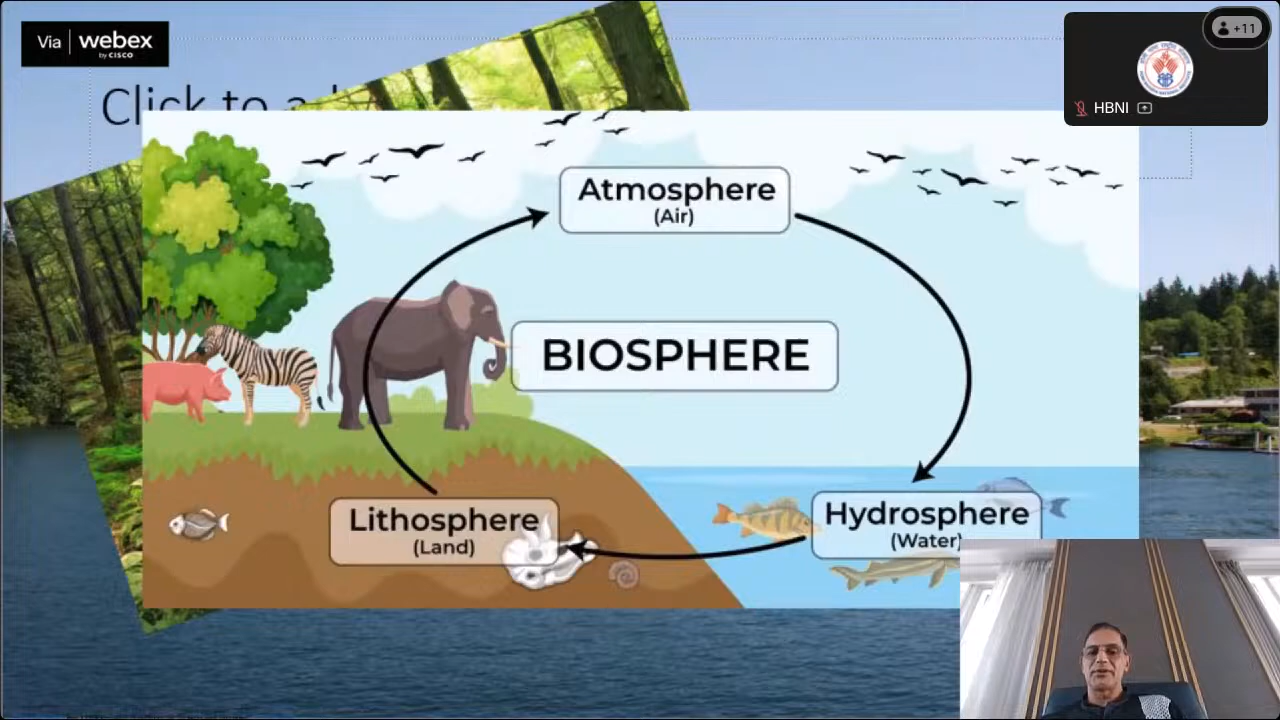 Via webex
by CISCO
+11
HBNI
Click to
Atmosphere
(Air)
BIOSPHERE
Lithosphere
(Land)
Hydrosphere
(Water)